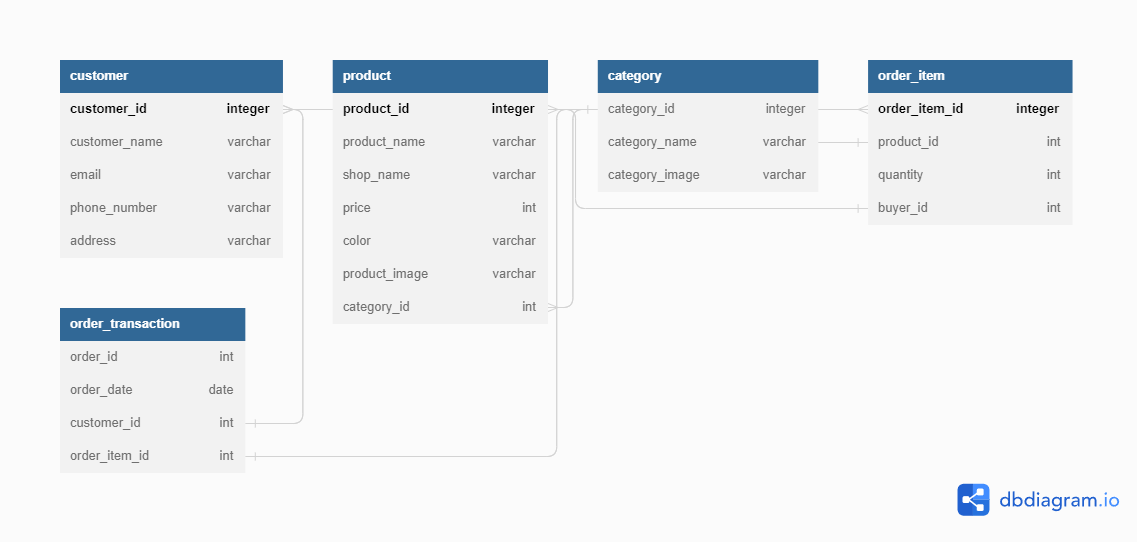 customer
customer_id integer
customer_name varchar
email varchar
phone_number varchar
address varchar
product
product_id integer
product_name varchar
shop_name varchar
price int
color varchar
product_image varchar
category_id int
category
category_id integer
category_name varchar
category_image varchar
order_item
order_item_id integer
product_id int
quantity int
buyer_id int
order_transaction
order_id int
order_date date
customer_id int
order_item_id int
dbdiagram.io